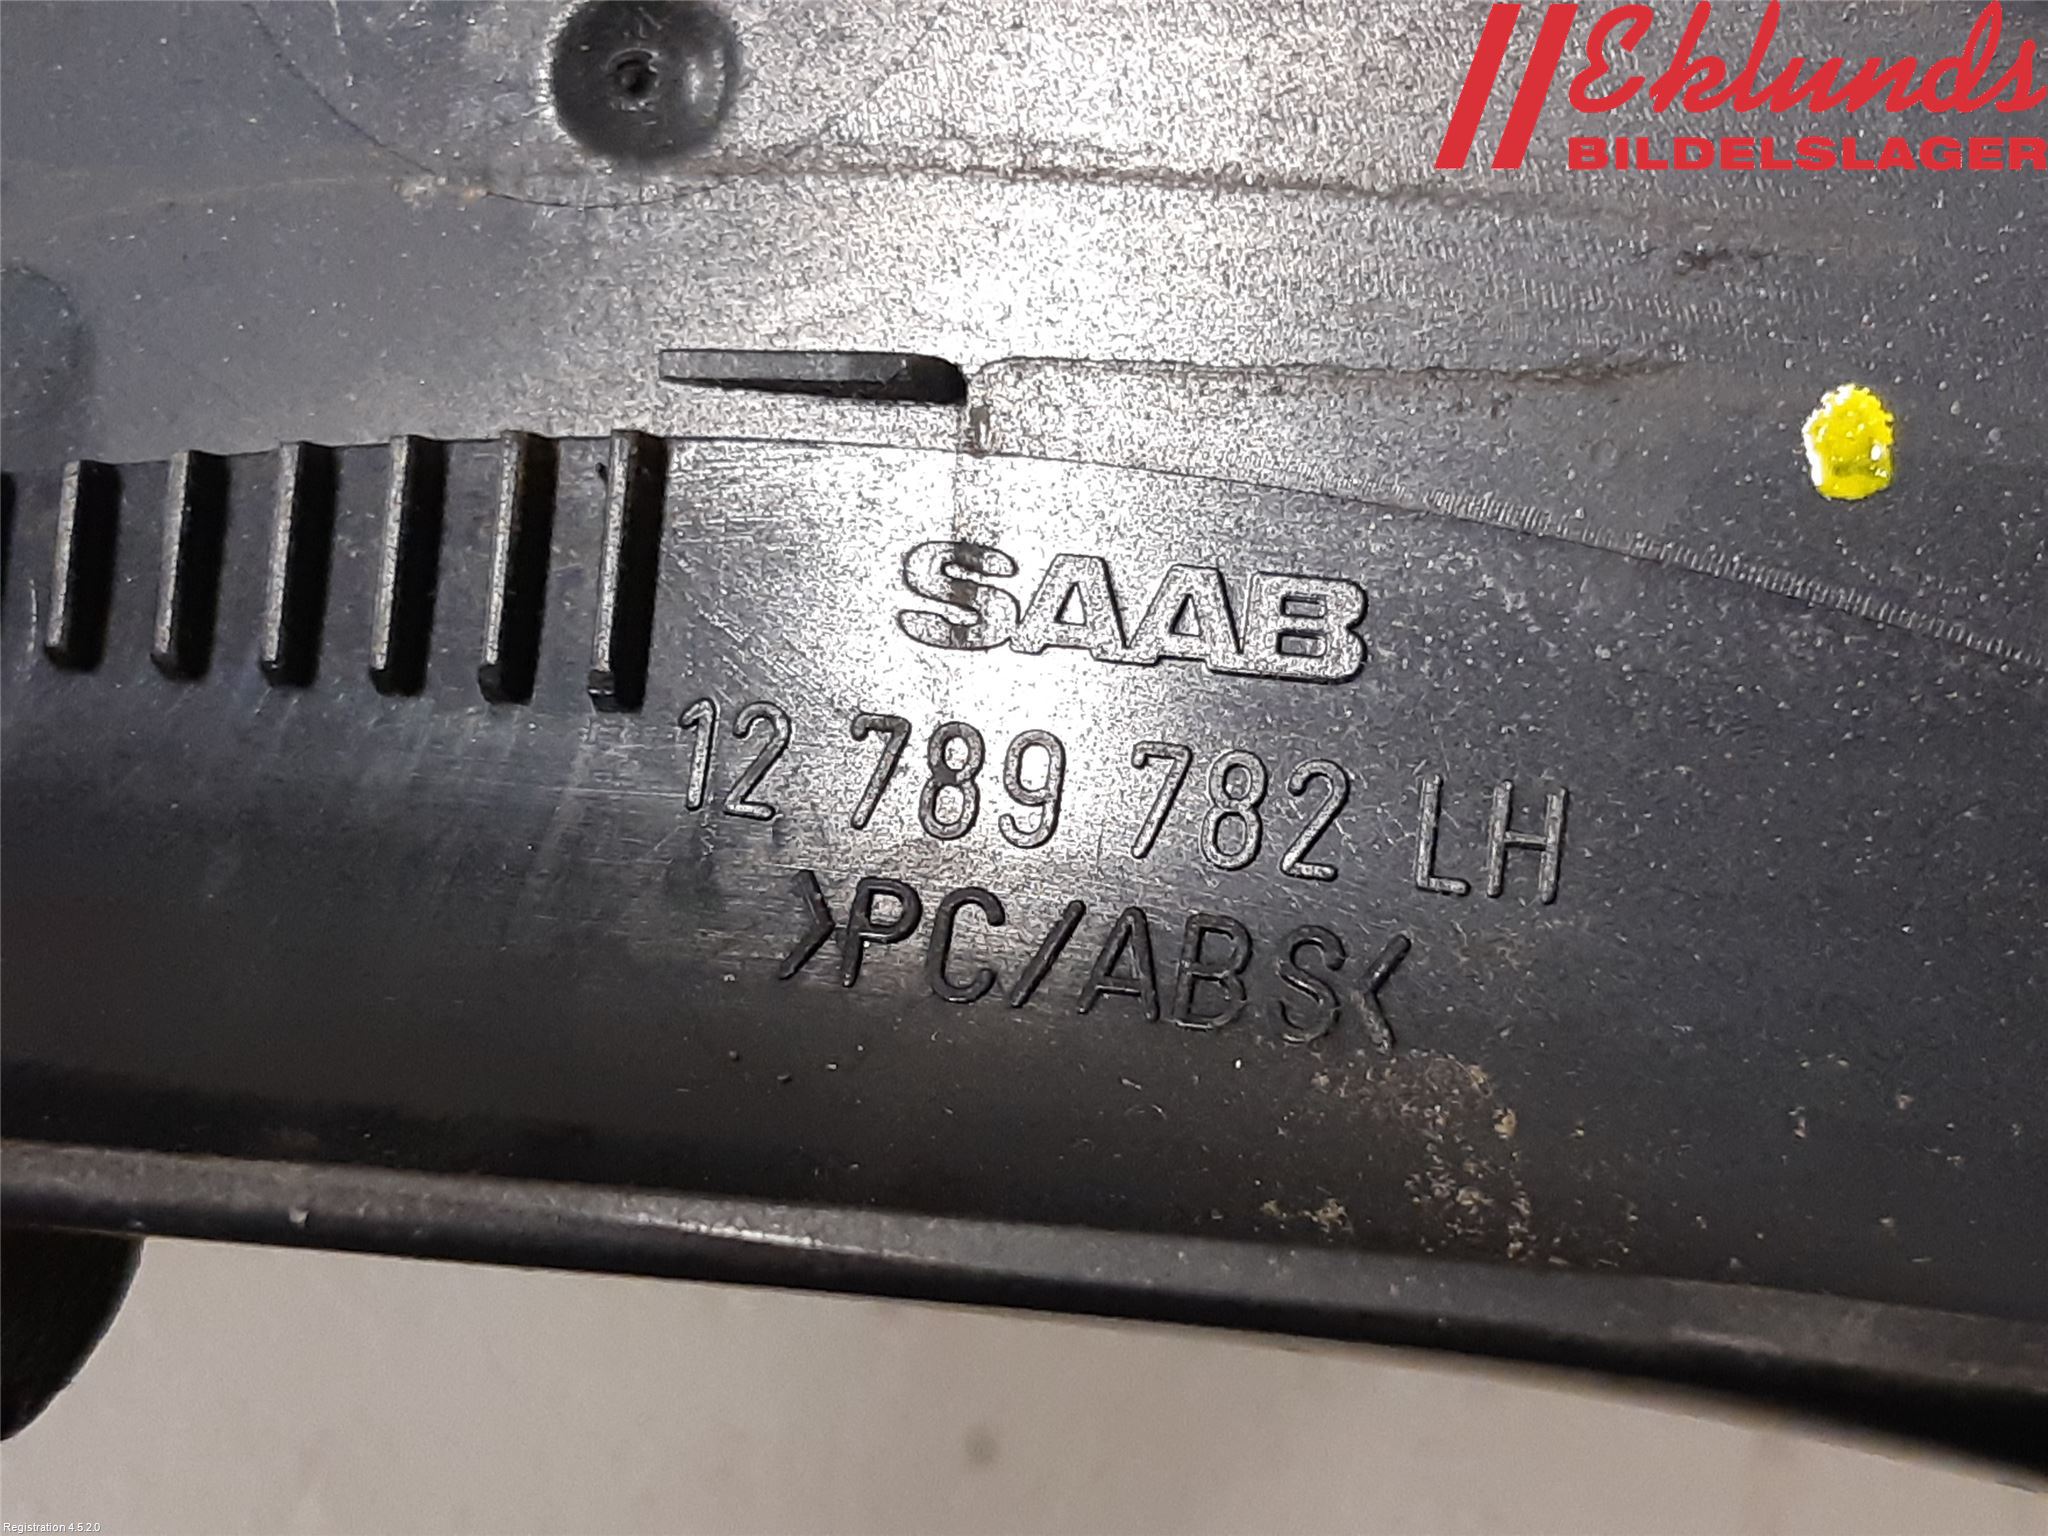 Eklunds
BILDELSLAGER
SAAB
12 789 782 LH
>PC/ABS<
Registration 4.5.2.0